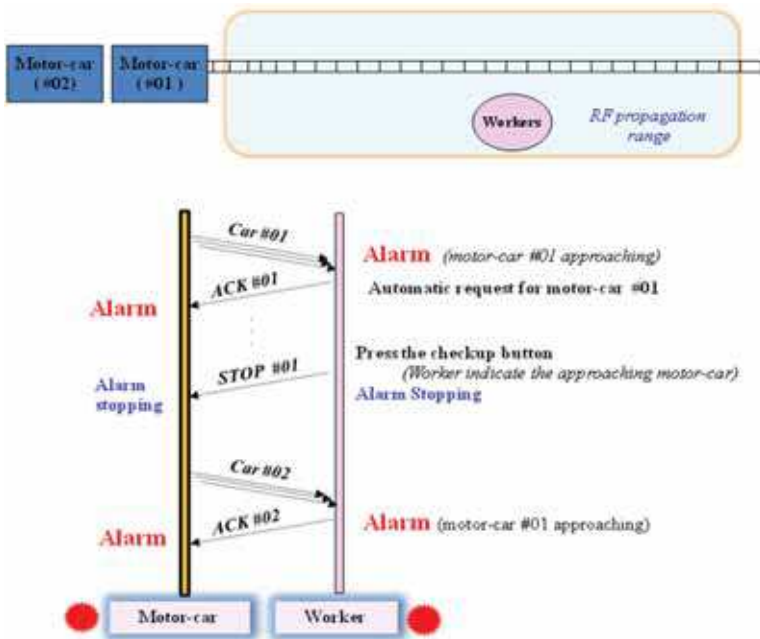 Motor-car
(#02)
Motor-car
(#01)
Workers
RF propagation
range
Car #01
Alarm (motor-car #01 approaching)
ACK #01
Automatic request for motor-car #01
Alarm
Press the checkup button
STOP #01
(Worker indicate the approaching motor-car)
Alarm
stopping
Alarm Stopping
Car #02
ACK #02
Alarm (motor-car #01 approaching)
Alarm
Motor-car
Worker